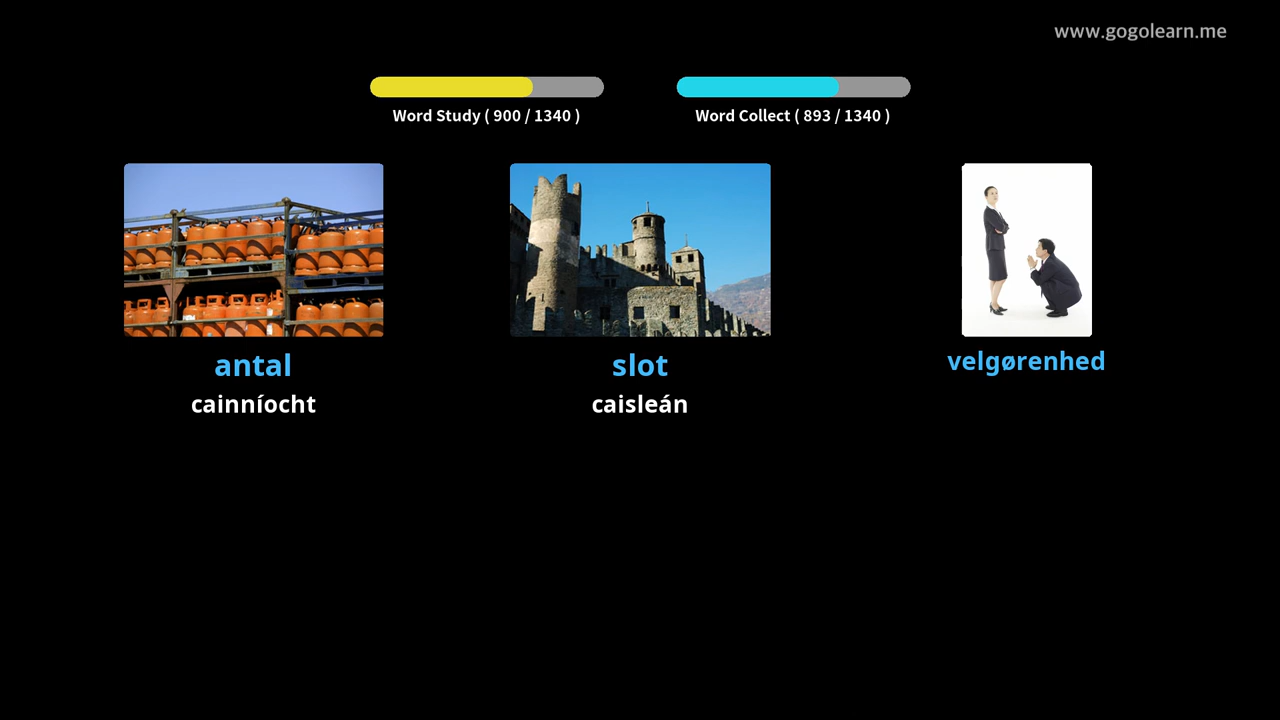 www.gogolearn.me
Word Study ( 900 / 1340 )
Word Collect ( 893 / 1340 )
antal
slot
velgørenhed
cainníocht
caisleán